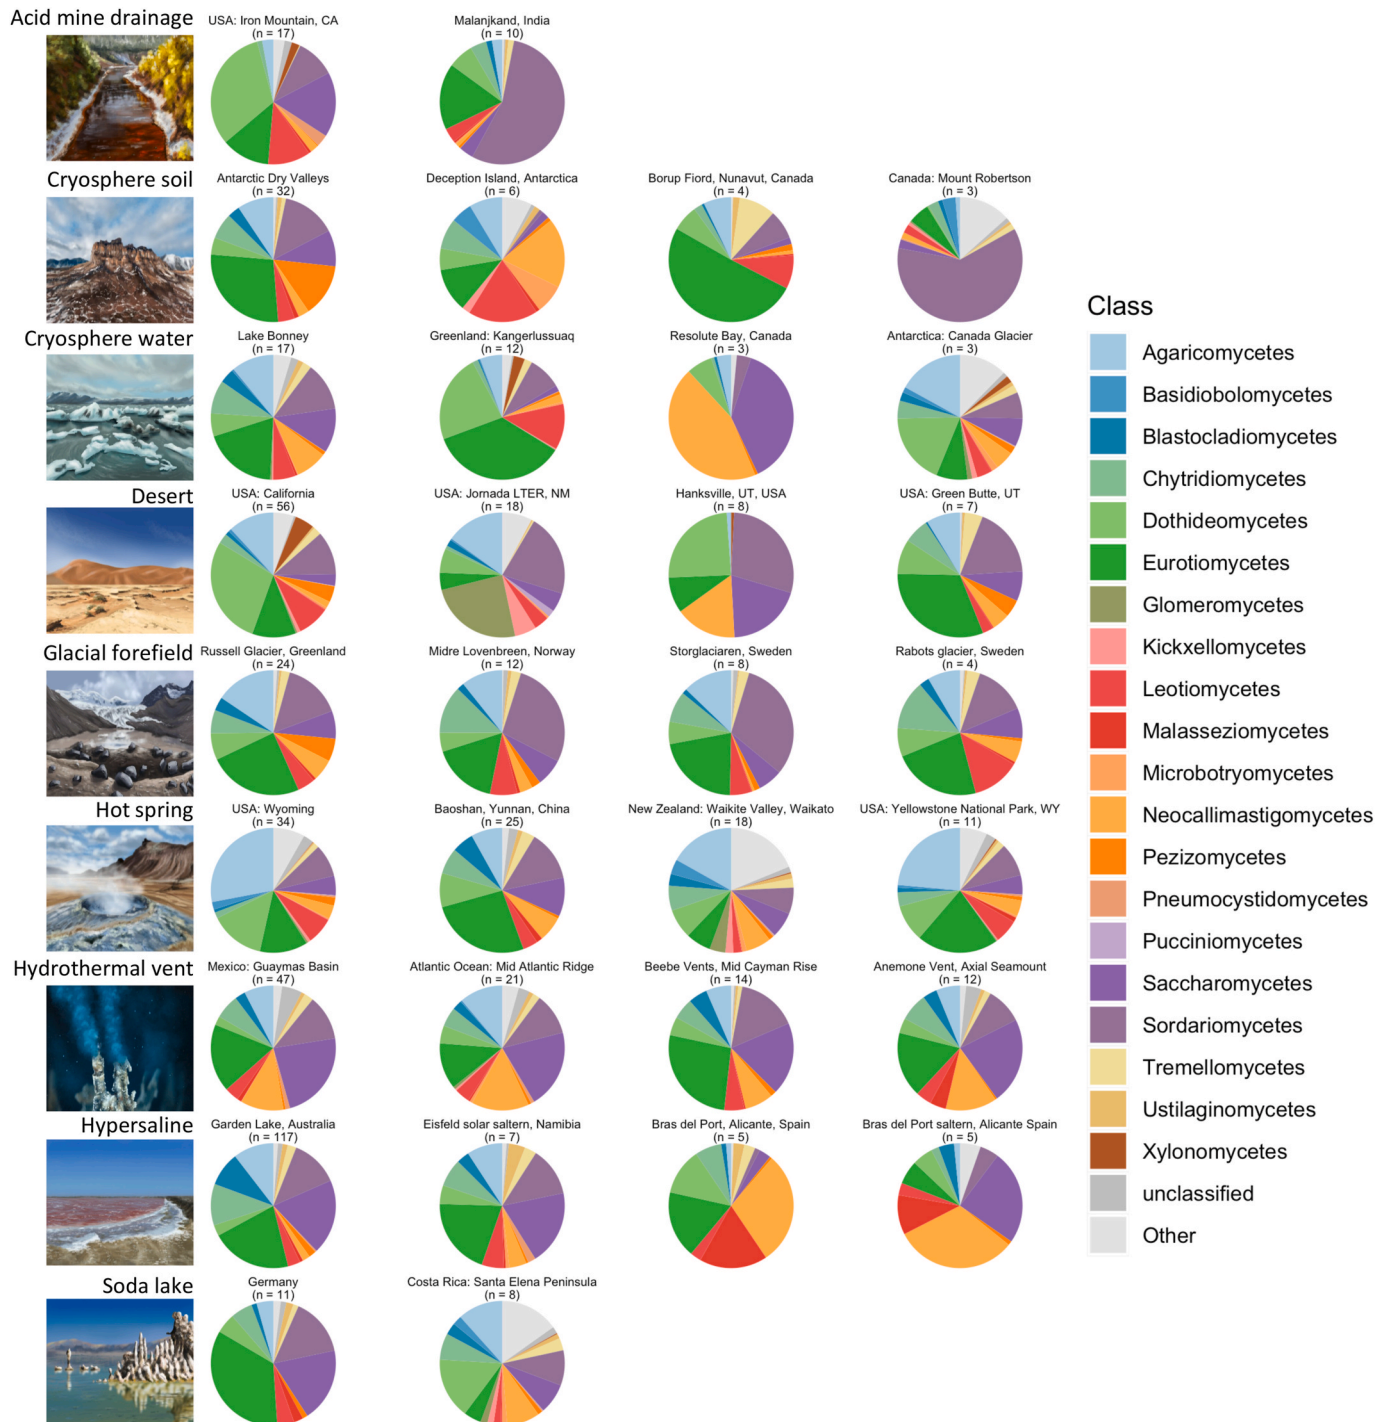 Acid mine drainage
USA: Iron Mountain, CA
(n = 17)
Malanjkand, India
(n = 10)
Cryosphere soil
Antarctic Dry Valleys
(n = 32)
Deception Island, Antarctica
(n = 6)
Borup Fiord, Nunavut, Canada
(n = 4)
Canada: Mount Robertson
(n = 3)
Cryosphere water
Lake Bonney
(n = 17)
Greenland: Kangerlussuaq
(n = 12)
Resolute Bay, Canada
(n = 3)
Antarctica: Canada Glacier
(n = 3)
Desert
USA: California
(n = 56)
USA: Jornada LTER, NM
(n = 18)
Hanksville, UT, USA
(n = 8)
USA: Green Butte, UT
(n = 7)
Glacial forefield
Russell Glacier, Greenland
(n = 24)
Midre Lovenbreen, Norway
(n = 12)
Storglaciaren, Sweden
(n = 8)
Rabots glacier, Sweden
(n = 4)
Hot spring
USA: Wyoming
(n = 34)
Baoshan, Yunnan, China
(n = 25)
New Zealand: Waikite Valley, Waikato
(n = 18)
USA: Yellowstone National Park, WY
(n = 11)
Hydrothermal vent
Mexico: Guaymas Basin
(n = 47)
Atlantic Ocean: Mid Atlantic Ridge
(n = 21)
Beebe Vents, Mid Cayman Rise
(n = 14)
Anemone Vent, Axial Seamount
(n = 12)
Hypersaline
Garden Lake, Australia
(n = 117)
Eisfeld solar saltern, Namibia
(n = 7)
Bras del Port, Alicante, Spain
(n = 5)
Bras del Port saltern, Alicante Spain
(n = 5)
Soda lake
Germany
(n = 11)
Costa Rica: Santa Elena Peninsula
(n = 8)
Class
Agaricomycetes
Basidiobolomycetes
Blastocladiomycetes
Chytridiomycetes
Dothideomycetes
Eurotiomycetes
Glomeromycetes
Kickxellomycetes
Leotiomycetes
Malasseziomycetes
Microbotryomycetes
Neocallimastigomycetes
Pezizomycetes
Pneumocystidomycetes
Pucciniomycetes
Saccharomycetes
Sordariomycetes
Tremellomycetes
Ustilaginomycetes
Xylonomycetes
unclassified
Other